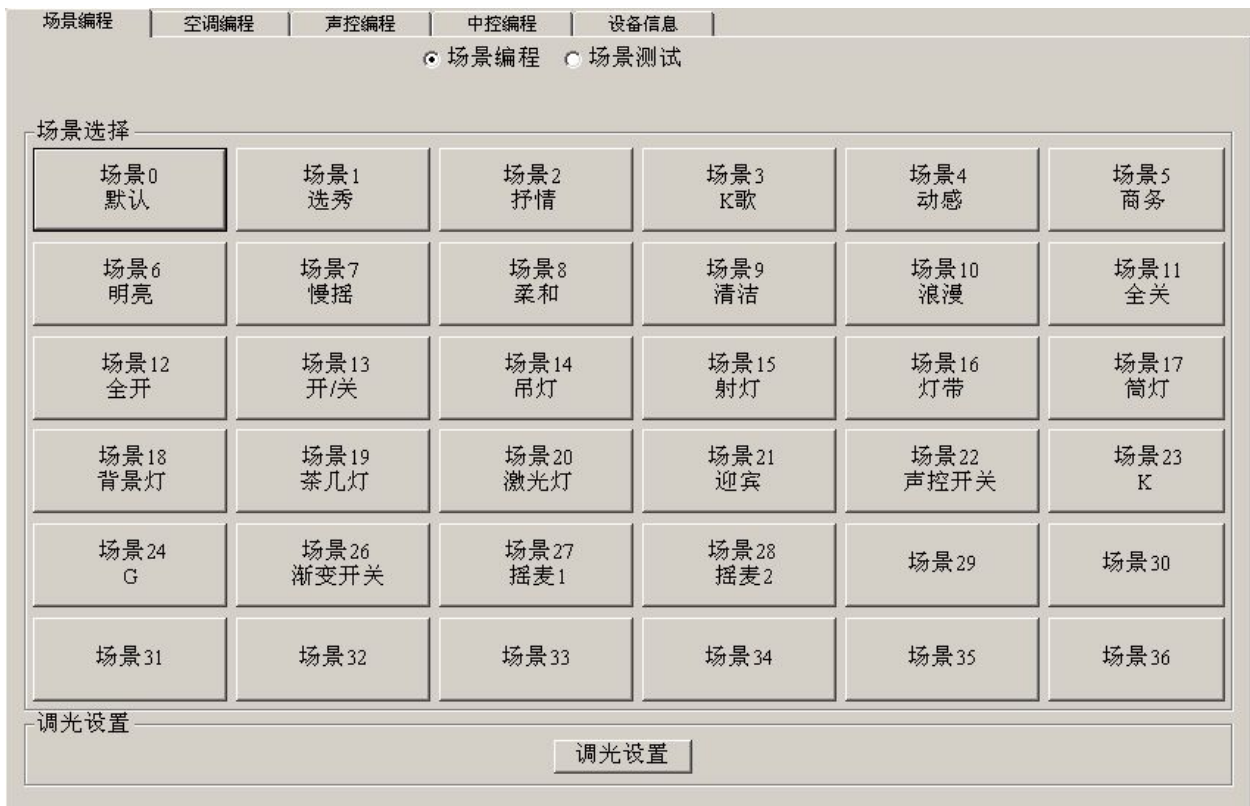 场景编程 空调编程 声控编程 中控编程 设备信息
场景编程 场景测试
场景选择
场景0
默认
场景1
选秀
场景2
抒情
场景3
K歌
场景4
动感
场景5
商务
场景6
明亮
场景7
慢摇
场景8
柔和
场景9
清洁
场景10
浪漫
场景11
全关
场景12
全开
场景13
开/关
场景14
吊灯
场景15
射灯
场景16
灯带
场景17
筒灯
场景18
背景灯
场景19
茶几灯
场景20
激光灯
场景21
迎宾
场景22
声控开关
场景23
K
场景24
G
场景26
渐变开关
场景27
摇麦1
场景28
摇麦2
场景29
场景30
场景31
场景32
场景33
场景34
场景35
场景36
调光设置
调光设置